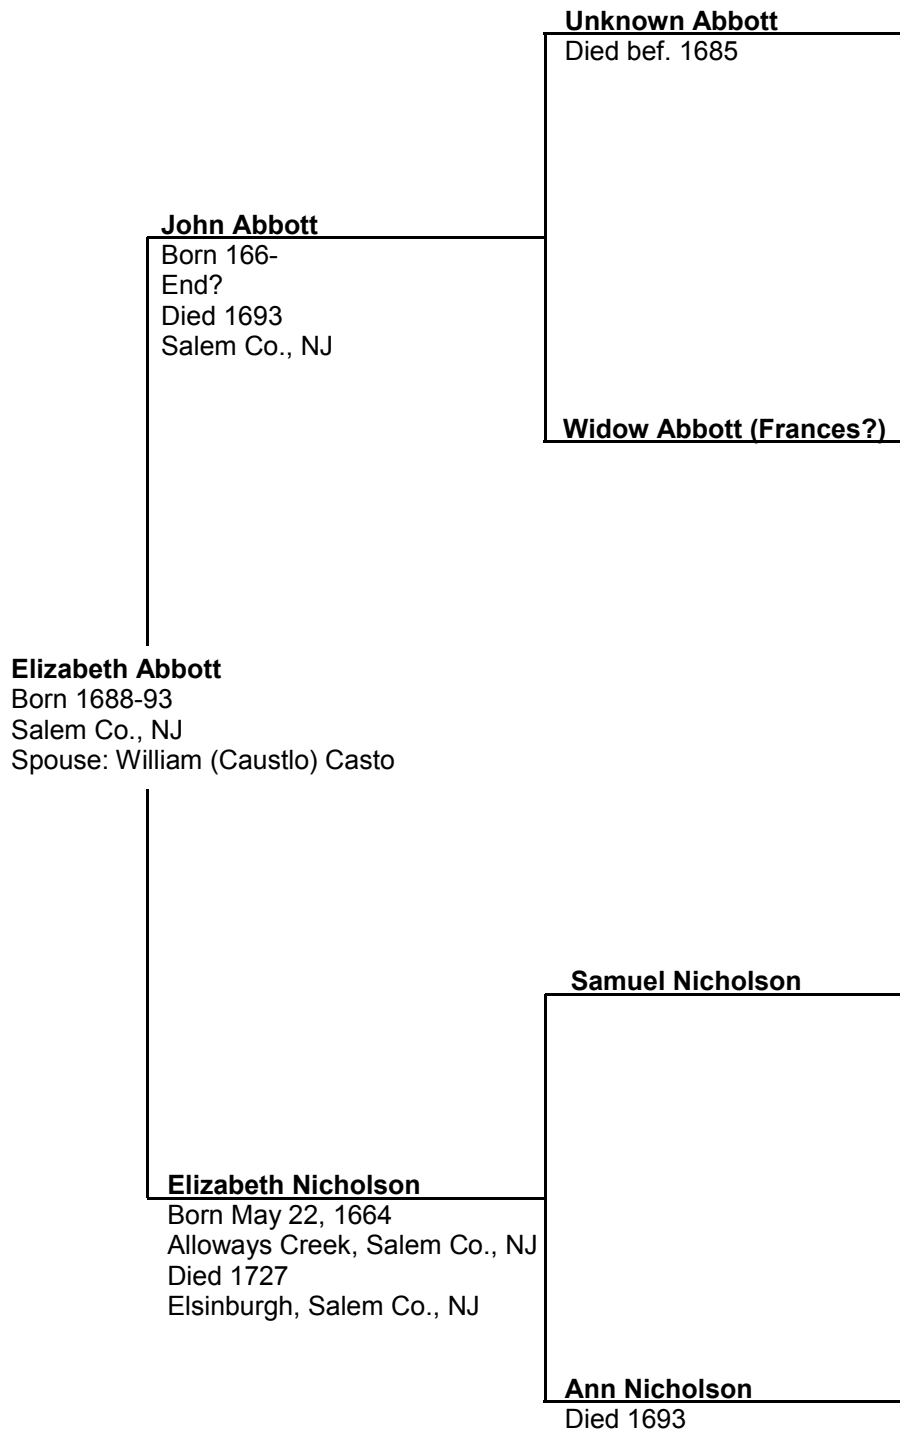 Unknown Abbott
Died bef. 1685
John Abbott
Born 166-
End?
Died 1693
Salem Co., NJ
Widow Abbott (Frances?)
Elizabeth Abbott
Born 1688-93
Salem Co., NJ
Spouse: William (Caustlo) Casto
Samuel Nicholson
Elizabeth Nicholson
Born May 22, 1664
Alloways Creek, Salem Co., NJ
Died 1727
Elsinburgh, Salem Co., NJ
Ann Nicholson
Died 1693